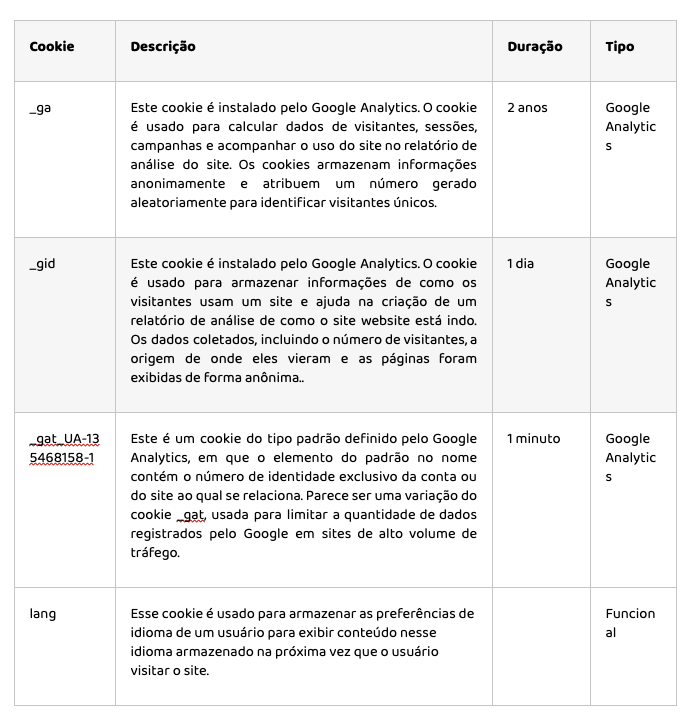 Cookie Descrição Duração Tipo
_ga Este cookie é instalado pelo Google Analytics. O cookie 2 anos Google
é usado para calcular dados de visitantes, sessões, Analytic
campanhas e acompanhar o uso do site no relatório de s
análise do site. Os cookies armazenam informações
anonimamente e atribuem um número gerado
aleatoriamente para identificar visitantes únicos.
_gid Este cookie é instalado pelo Google Analytics. O cookie 1 dia Google
é usado para armazenar informações de como os Analytic
visitantes usam um site e ajuda na criação de um s
relatório de análise de como o site website está indo.
Os dados coletados, incluindo o número de visitantes, a
origem de onde eles vieram e as páginas foram
exibidas de forma anônima..
_gat_UA-13 Este é um cookie do tipo padrão definido pelo Google 1 minuto Google
5468158-1 Analytics, em que o elemento do padrão no nome Analytic
contém o número de identidade exclusivo da conta ou s
do site ao qual se relaciona. Parece ser uma variação do
cookie _gat, usada para limitar a quantidade de dados
registrados pelo Google em sites de alto volume de
tráfego.
lang Esse cookie é usado para armazenar as preferências de Funcion
idioma de um usuário para exibir conteúdo nesse al
idioma armazenado na próxima vez que o usuário
visitar o site.